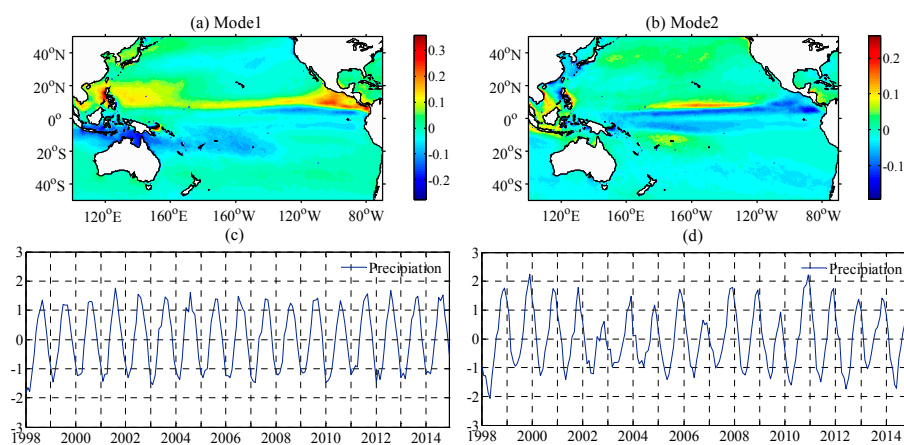 (a) Mode1
(b) Mode2
40°N
20°N
0°
20°S
40°S
120°E
160°E
160°W
120°W
80°W
0.3
0.2
0.1
0
-0.1
-0.2
40°N
20°N
0°
20°S
40°S
120°E
160°E
160°W
120°W
80°W
0.2
0.1
0
-0.1
(c)
(d)
Precipiation
3
2
1
0
-1
-2
-3
1998 2000 2002 2004 2006 2008 2010 2012 2014
Precipiation
3
2
1
0
-1
-2
-3
1998 2000 2002 2004 2006 2008 2010 2012 2014